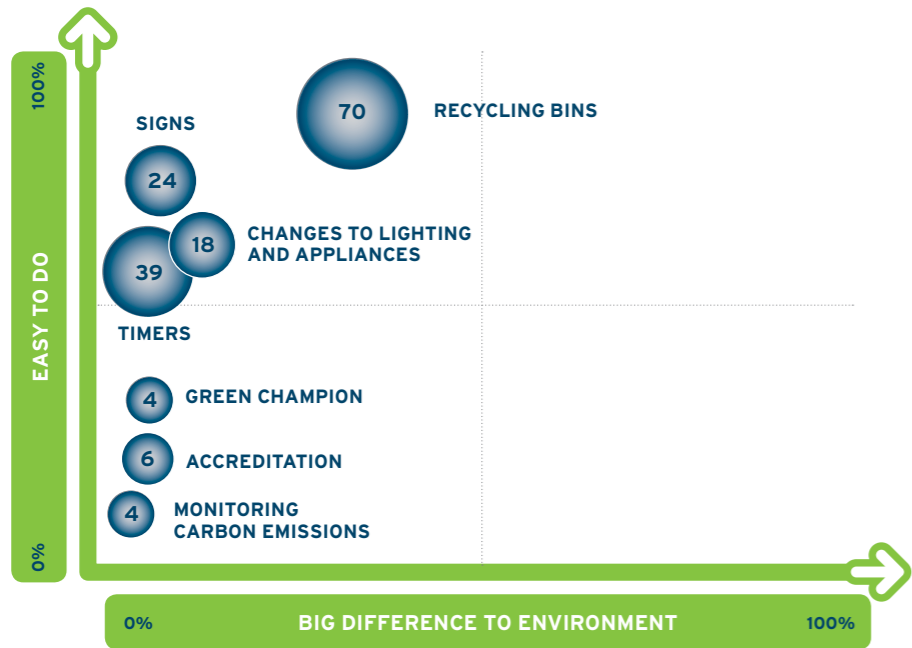 100%
EASY TO DO
0%
SIGNS
70
RECYCLING BINS
24
18
CHANGES TO LIGHTING
AND APPLIANCES
39
TIMERS
4
GREEN CHAMPION
6
ACCREDITATION
4
MONITORING
CARBON EMISSIONS
0%
BIG DIFFERENCE TO ENVIRONMENT
100%